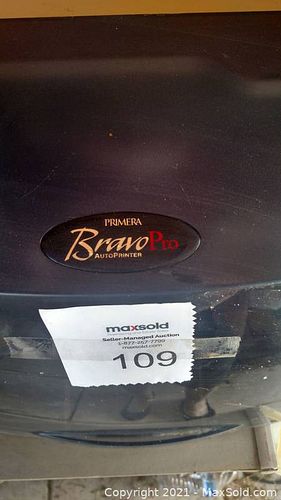 PRIMERA
BravoPro
AUTOPRINTER
maxsold
Seller-Managed Auction
1-877-257-7799
maxsold.com
109
Copyright © 2021 - MaxSold.com